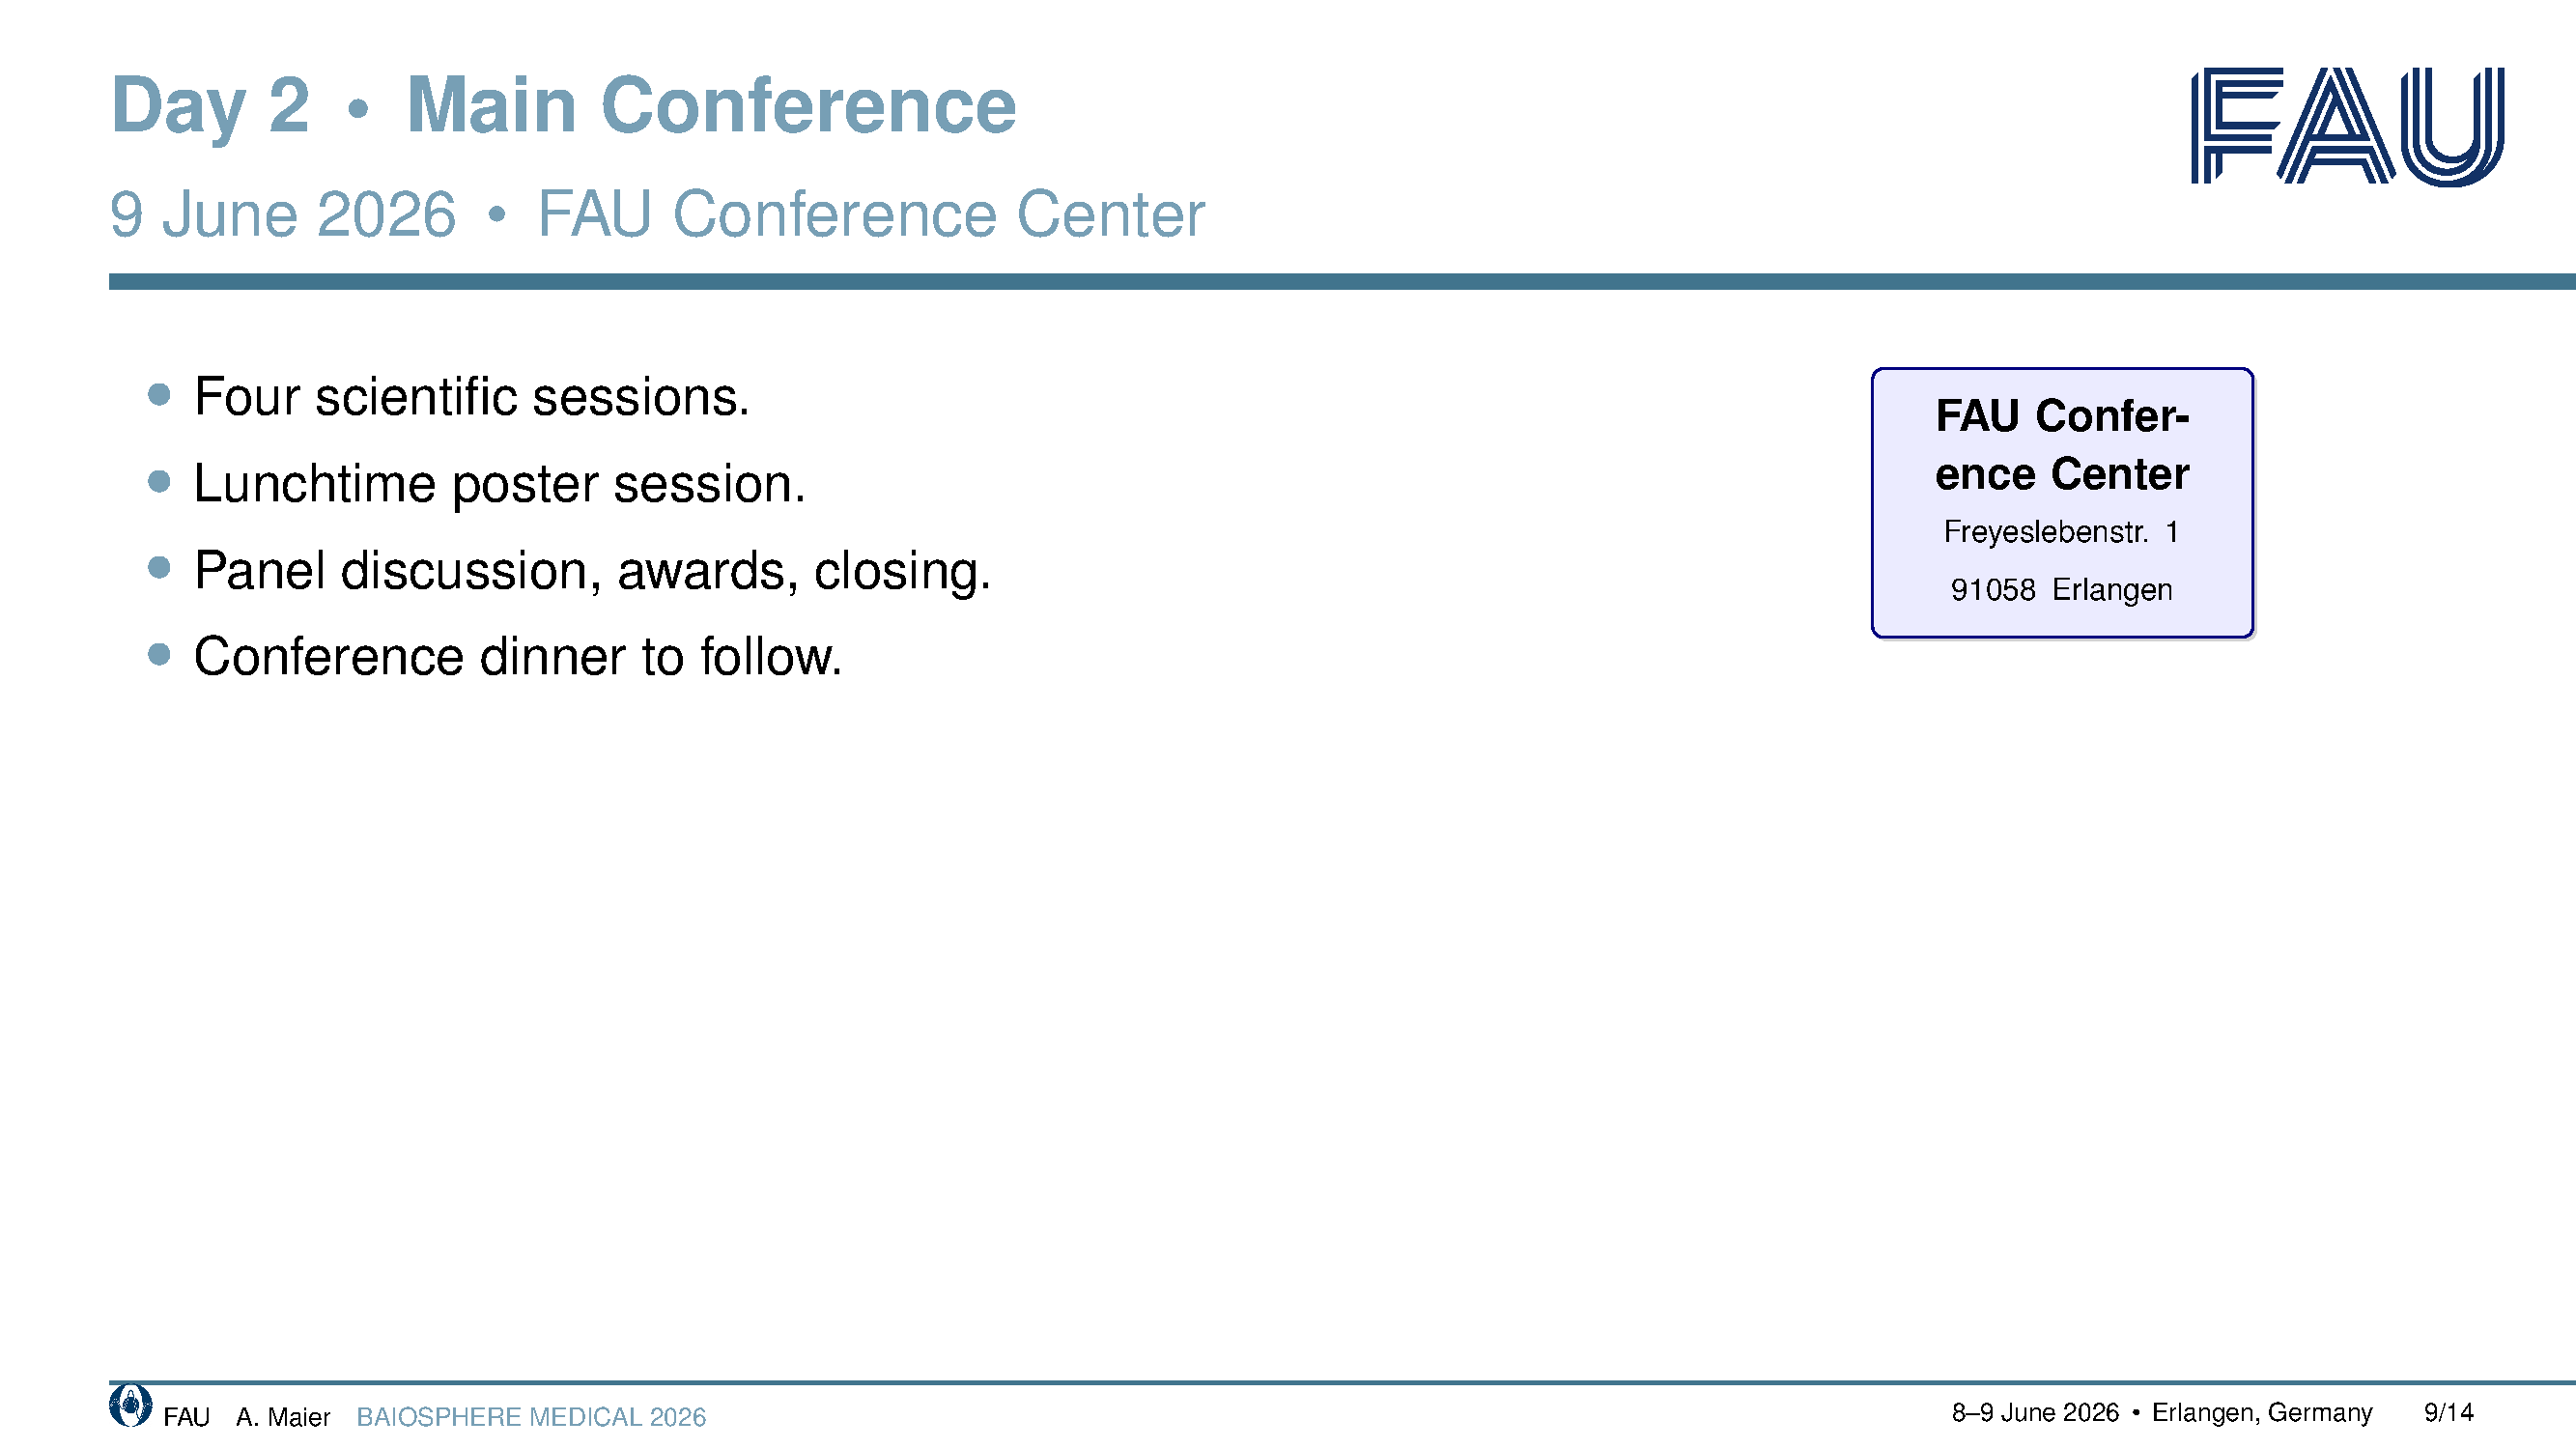 Day 2 • Main Conference
FAU
9 June 2026 • FAU Conference Center
• Four scientific sessions.
• Lunchtime poster session.
• Panel discussion, awards, closing.
• Conference dinner to follow.
FAU Confer-
ence Center
Freyeslebenstr. 1
91058 Erlangen
FAU A. Maier BAIOSPHERE MEDICAL 2026
8–9 June 2026 • Erlangen, Germany 9/14